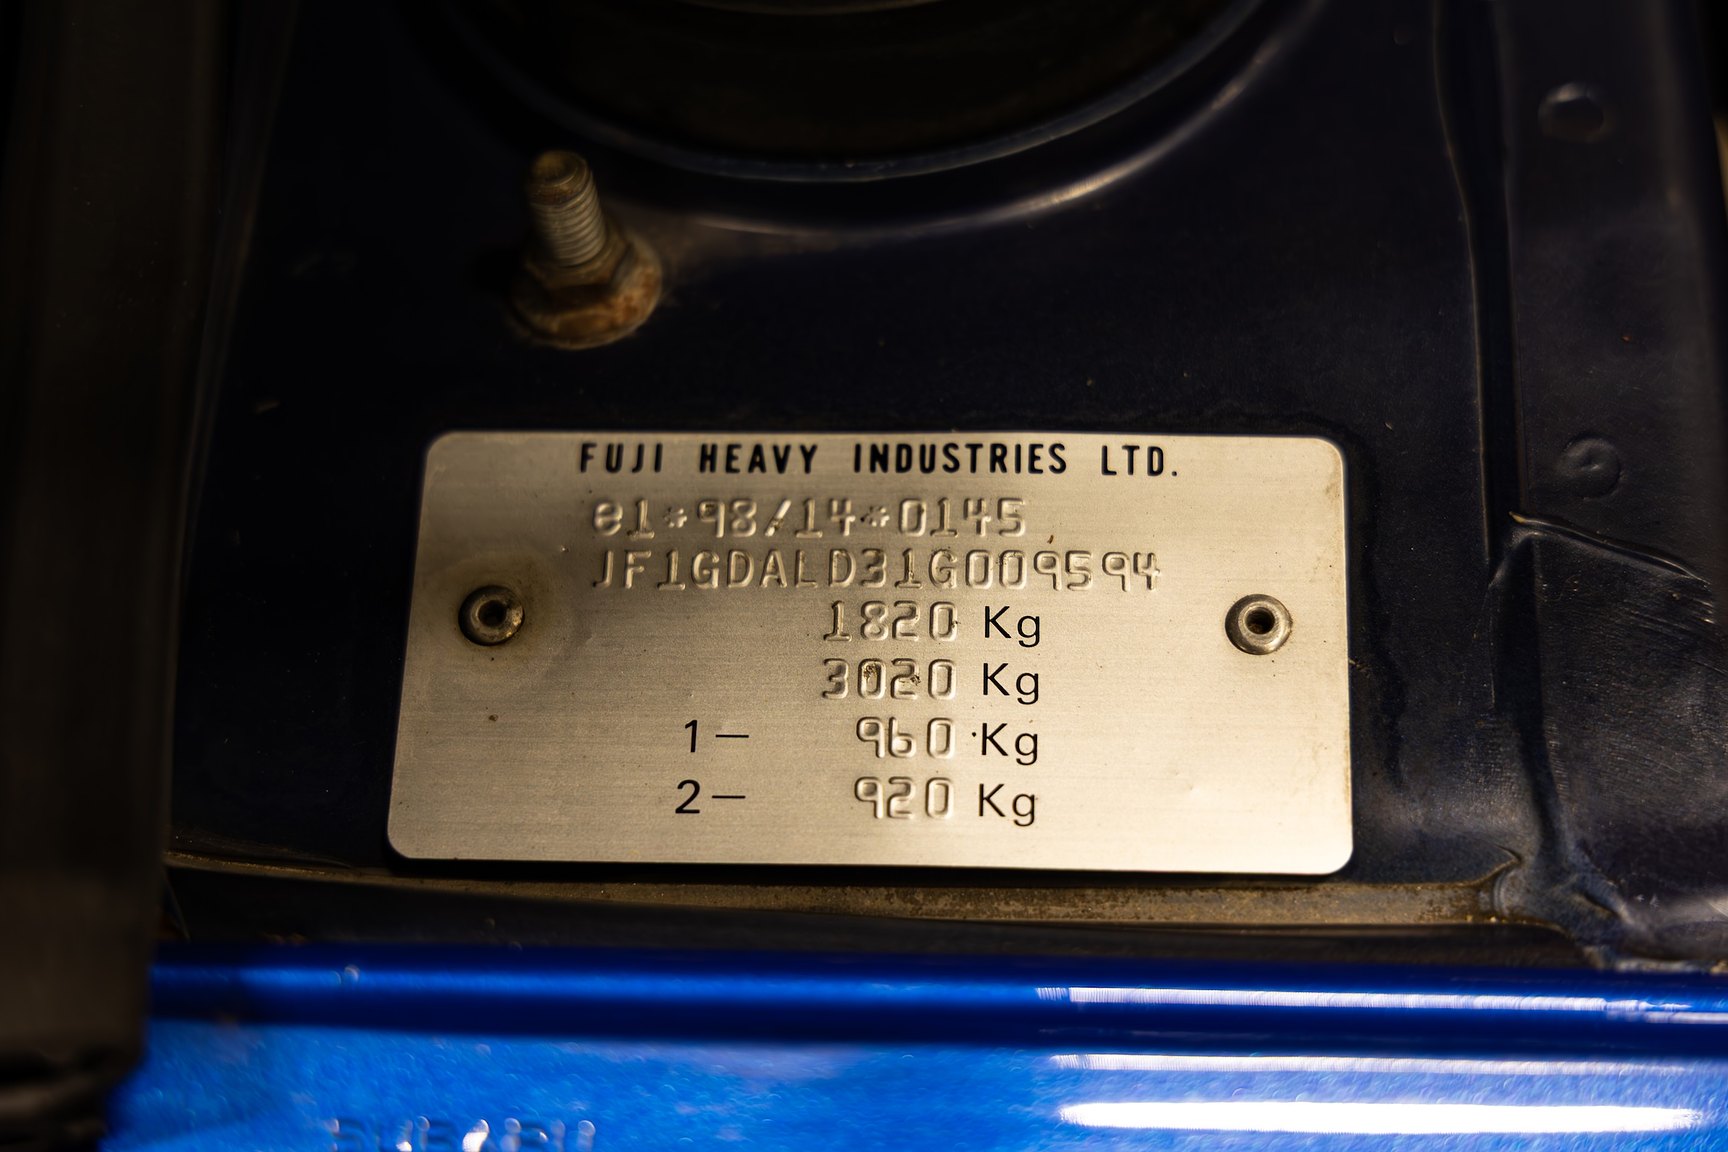 FUJI HEAVY INDUSTRIES LTD.
e1*98/14*0145
JF1GDALD31G009594
1820 Kg
3020 Kg
1- 960 Kg
2- 920 Kg
SUBARU